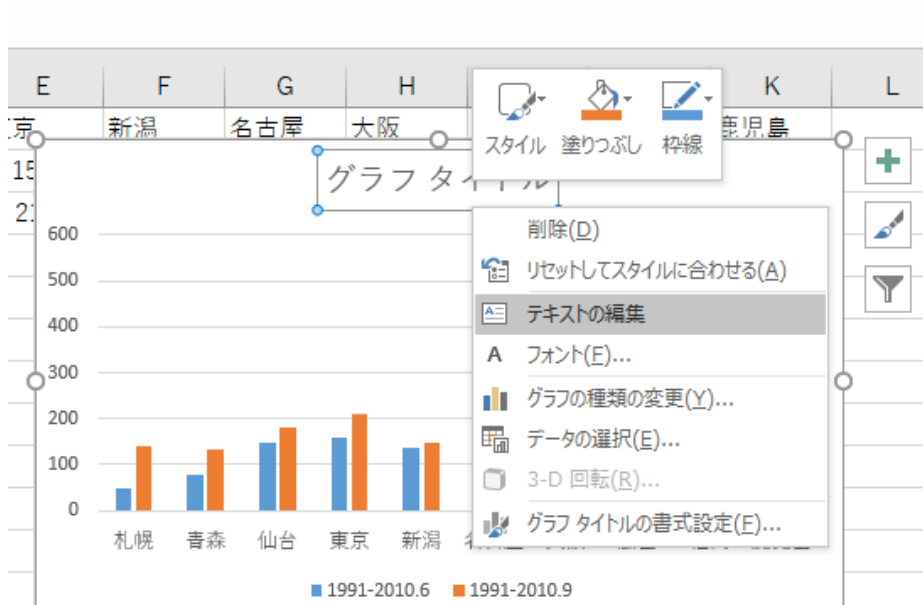 E F G H K L
京 新潟 名古屋 大阪 鹿児島
スタイル 塗りつぶし 枠線
15
グラフ タイトル
21
削除(D)
リセットしてスタイルに合わせる(A)
テキストの編集
フォント(F)...
グラフの種類の変更(Y)...
データの選択(E)...
3-D 回転(R)...
グラフ タイトルの書式設定(F)...
600
500
400
300
200
100
0
札幌 青森 仙台 東京 新潟
1991-2010.6 1991-2010.9